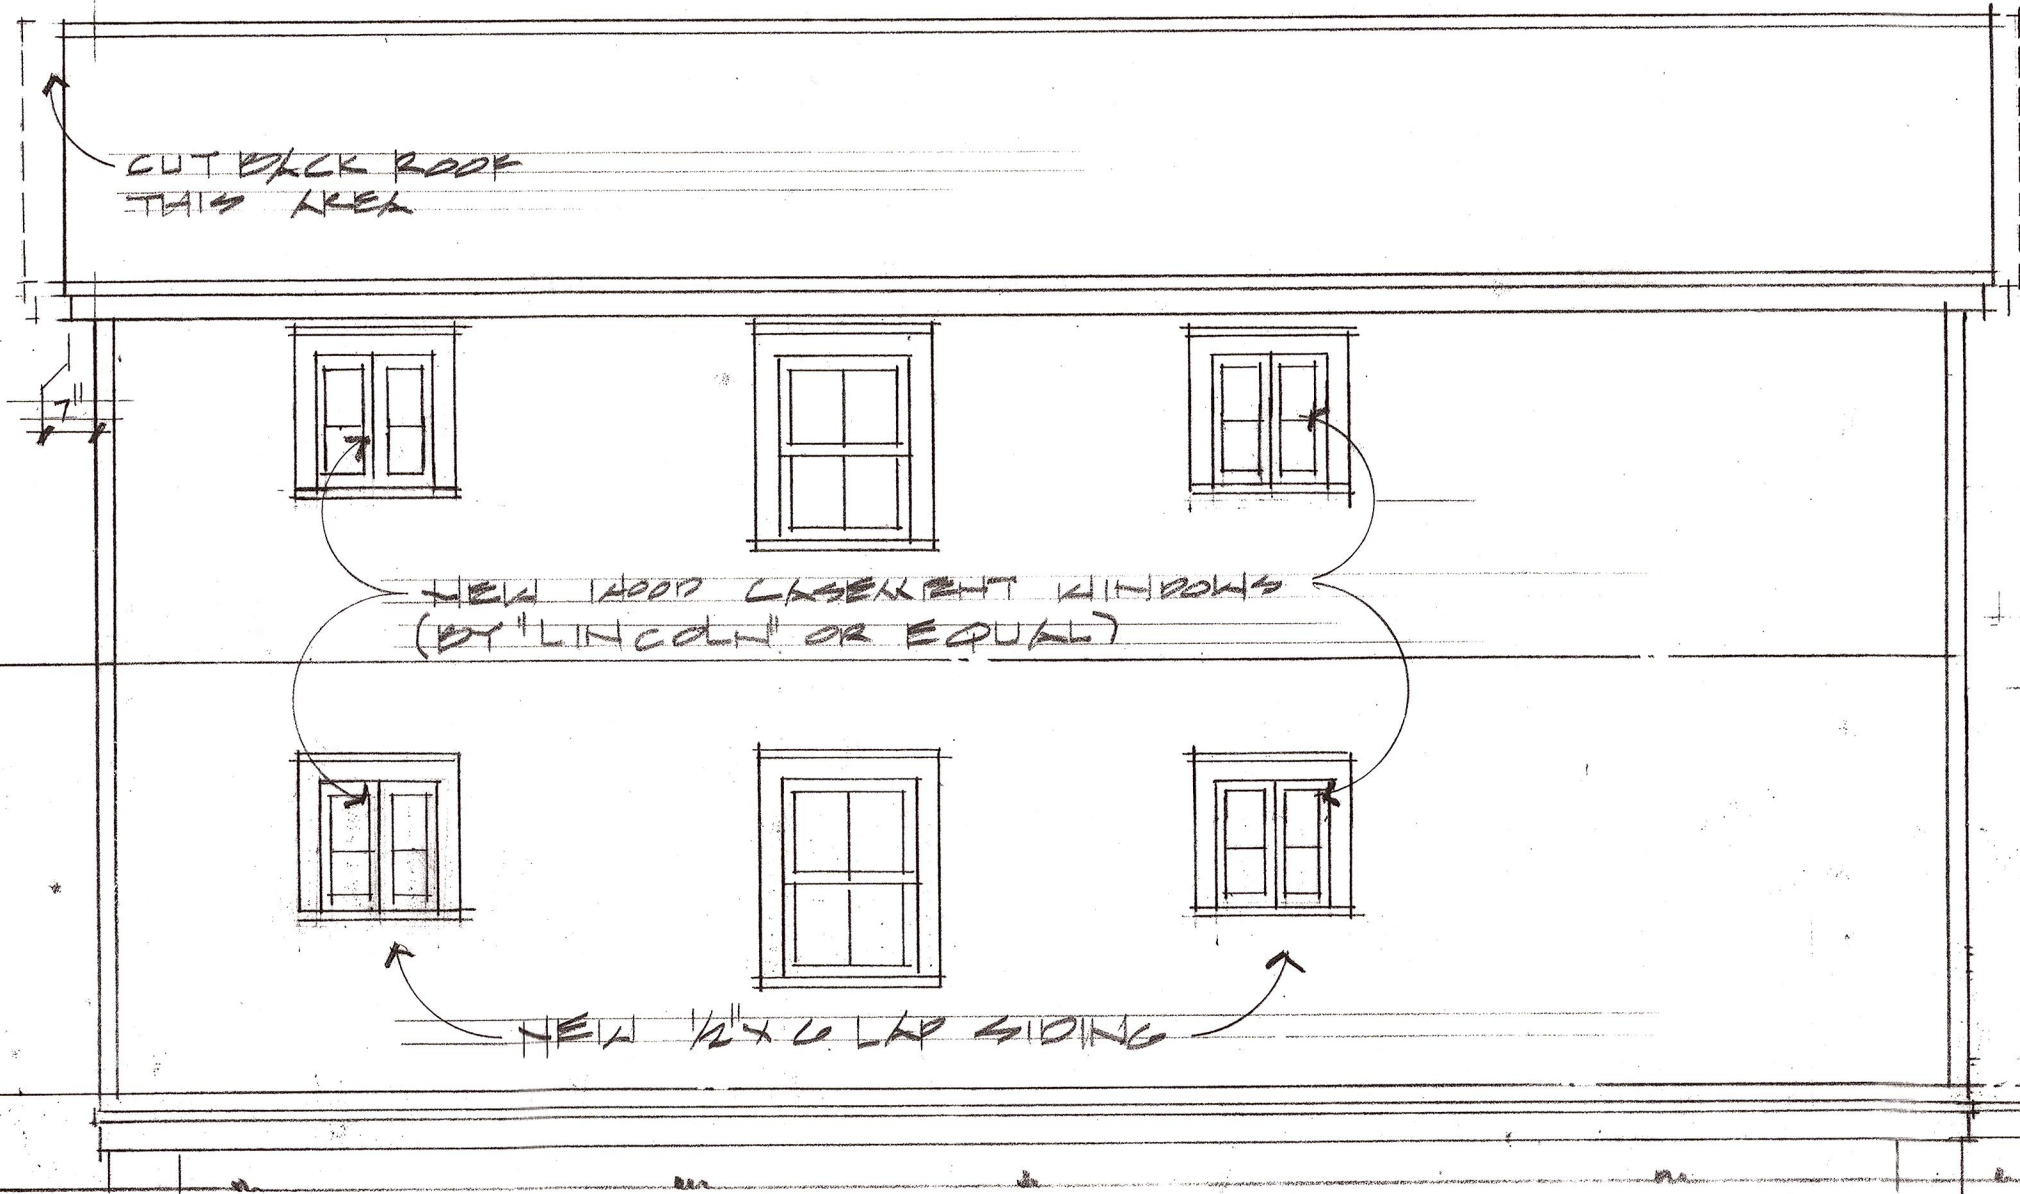 CUT BACK ROOF
THIS AREA
7"
NEW WOOD CASEMENT WINDOWS
(BY "LINCOLN" OR EQUAL)
NEW 1/2" X 6 LAP SIDING